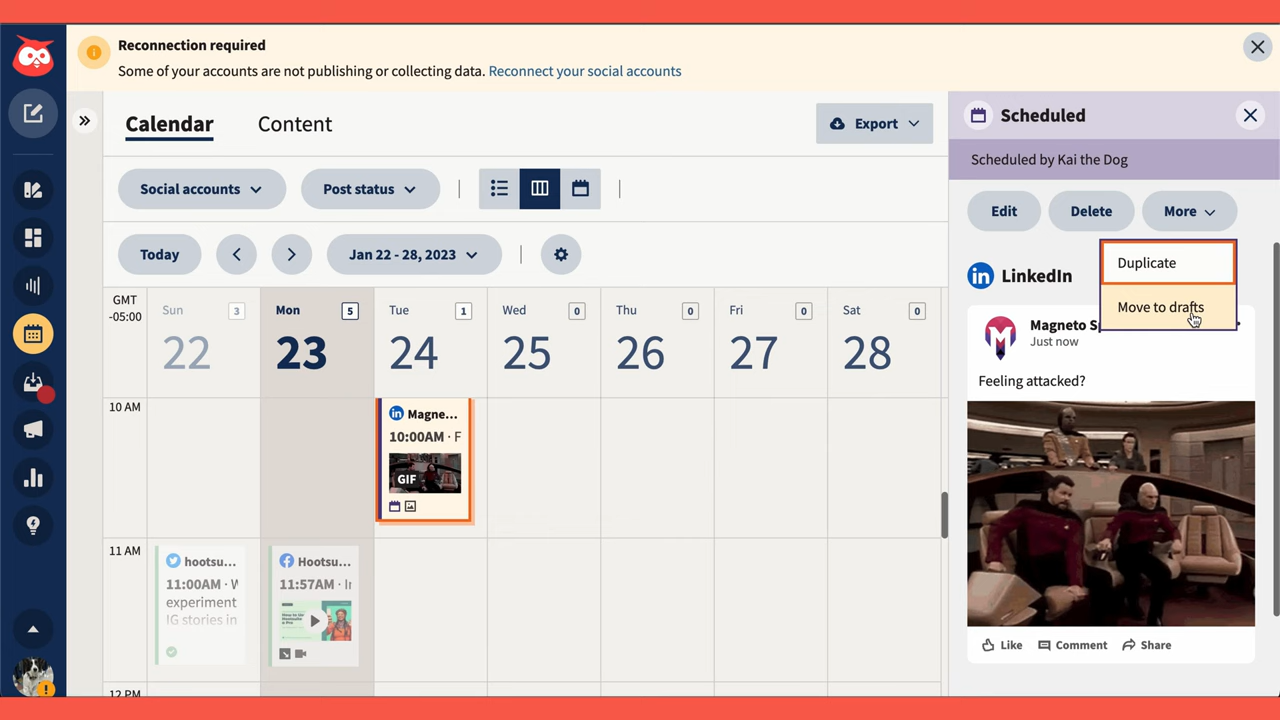 Reconnection required
Some of your accounts are not publishing or collecting data. Reconnect your social accounts
Calendar
Content
Export
Social accounts
Post status
Today
Jan 22 - 28, 2023
GMT
-05:00
Sun 3
22
Mon 5
23
Tue 1
24
Wed 0
25
Thu 0
26
Fri 0
27
Sat 0
28
10 AM
Magne...
10:00AM · F
GIF
11 AM
hootsu...
11:00AM · W
experiment
IG stories in
Hootsu...
11:57AM · Ir
12 PM
Scheduled
Scheduled by Kai the Dog
Edit
Delete
More
Duplicate
Move to drafts
LinkedIn
Magneto
Just now
Feeling attacked?
Like
Comment
Share